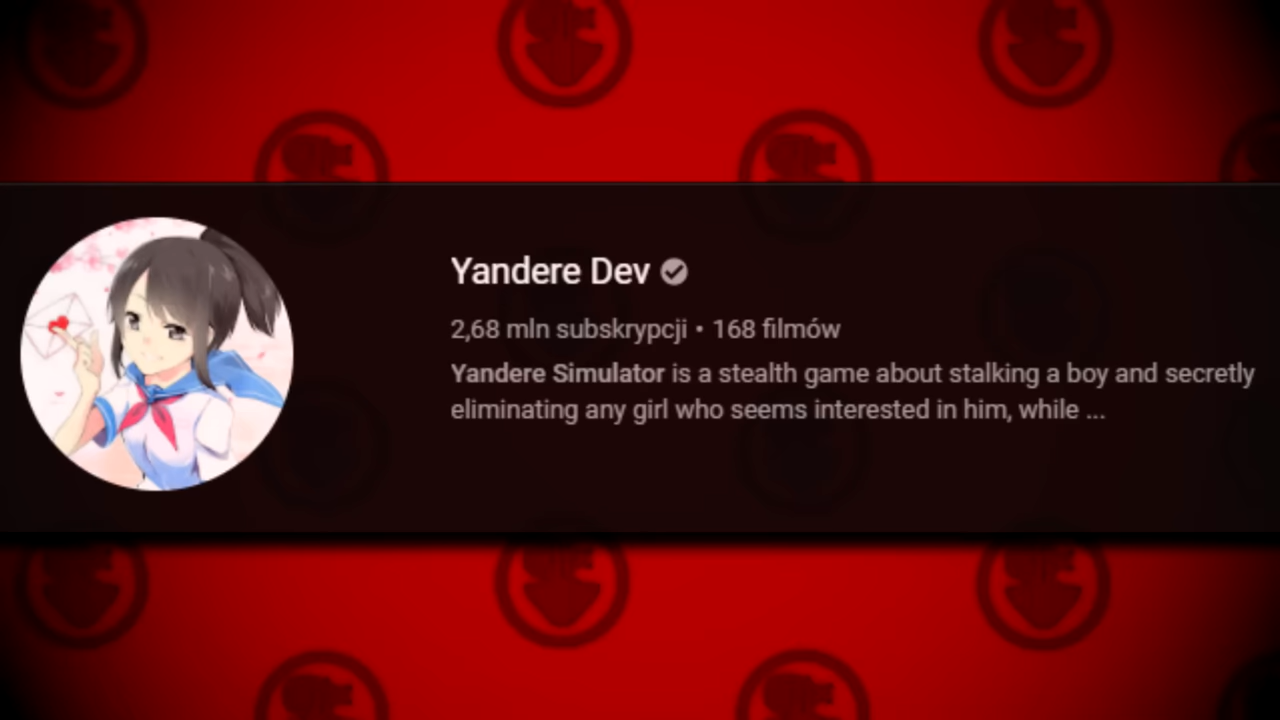 Yandere Dev
2,68 mln subskrypcji • 168 filmów
Yandere Simulator is a stealth game about stalking a boy and secretly
eliminating any girl who seems interested in him, while ...